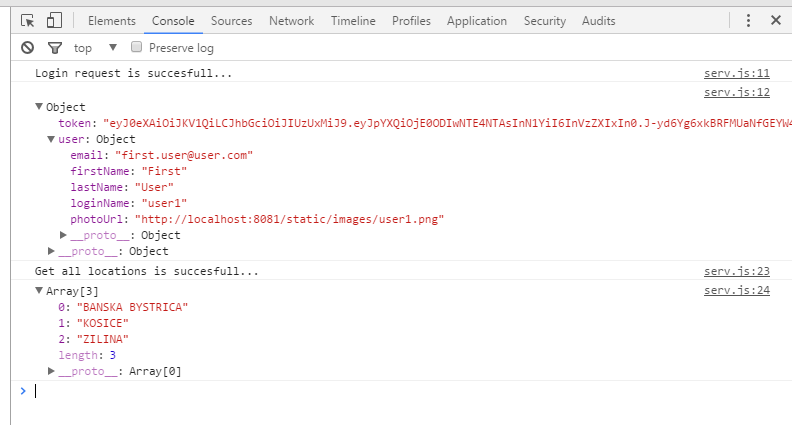 Elements Console Sources Network Timeline Profiles Application Security Audits
top Preserve log
Login request is succesfull... serv.js:11
serv.js:12
Object
token: "eyJ0eXAiOiJKV1QiLCJhbGciOiJIUzUxMiJ9.eyJpYXQiOjE0ODIwNTE4NTAsInN1YiI6InVzZXIxIn0.J-yd6Yg6xkBRFMUaNfGEYW4
user: Object
email: "first.user@user.com"
firstName: "First"
lastName: "User"
loginName: "user1"
photoUrl: "http://localhost:8081/static/images/user1.png"
__proto__: Object
__proto__: Object
Get all locations is succesfull... serv.js:23
serv.js:24
Array[3]
0: "BANSKA BYSTRICA"
1: "KOSICE"
2: "ZILINA"
length: 3
__proto__: Array[0]